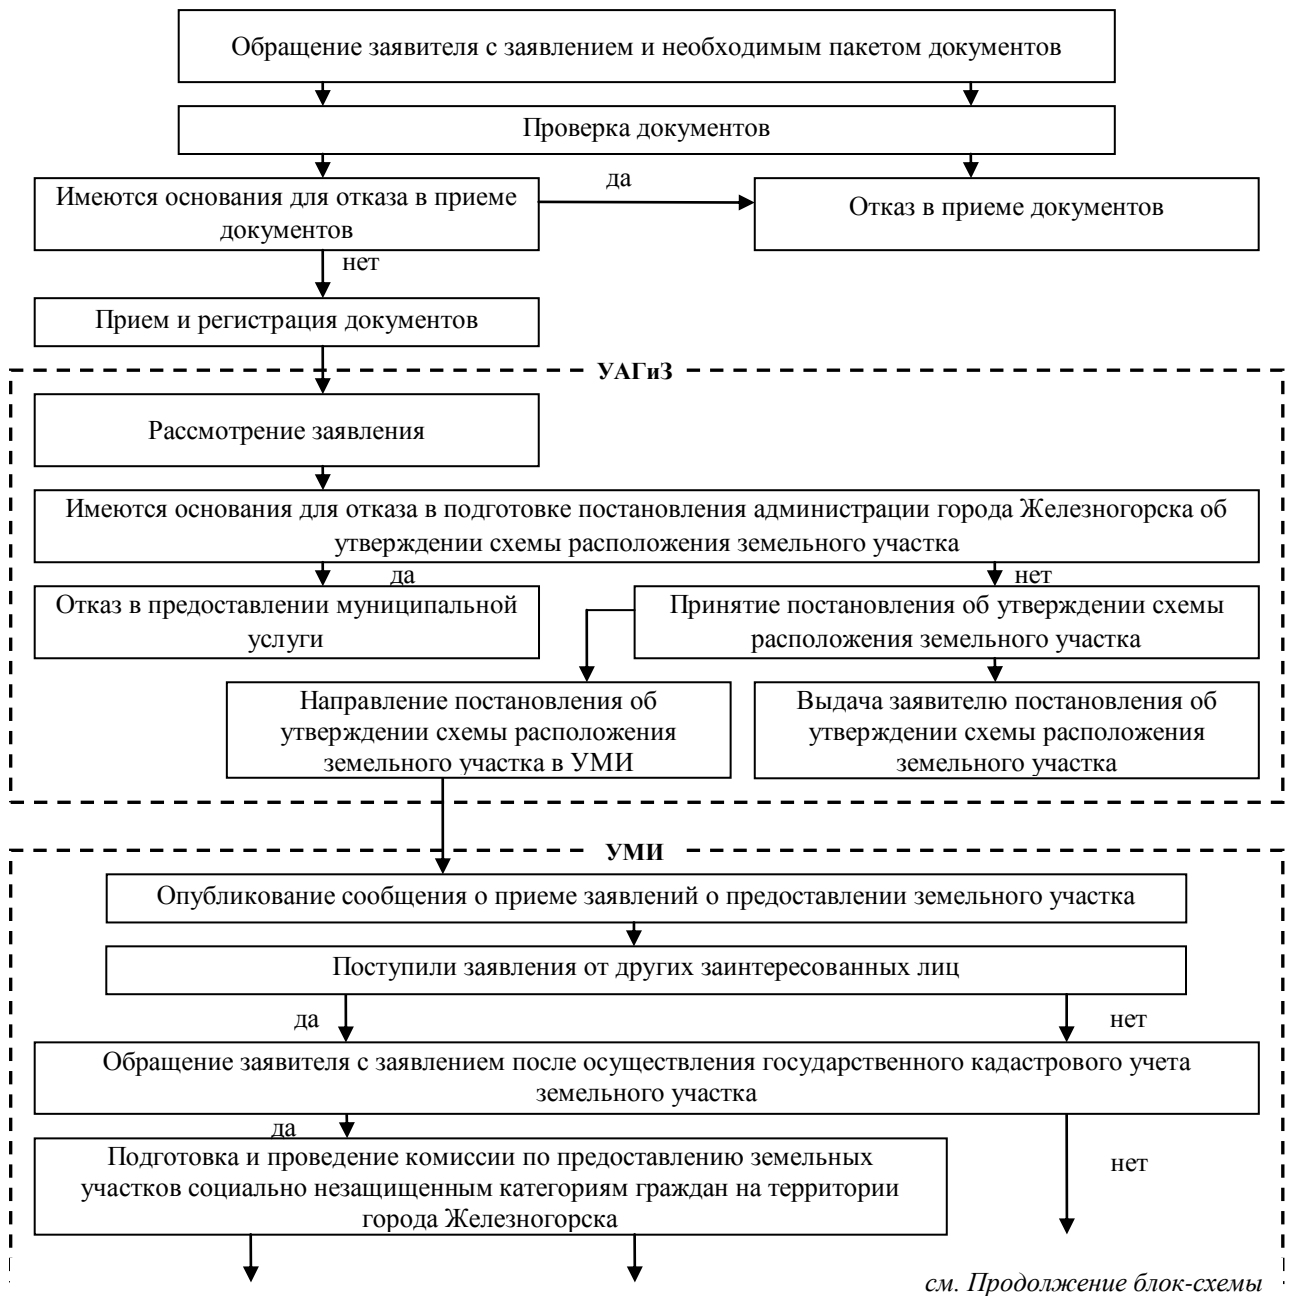 Обращение заявителя с заявлением и необходимым пакетом документов
Проверка документов
Имеются основания для отказа в приеме
документов
да
Отказ в приеме документов
нет
Прием и регистрация документов
УАГиЗ
Рассмотрение заявления
Имеются основания для отказа в подготовке постановления администрации города Железногорска об
утверждении схемы расположения земельного участка
да
нет
Отказ в предоставлении муниципальной
услуги
Принятие постановления об утверждении схемы
расположения земельного участка
Направление постановления об
утверждении схемы расположения
земельного участка в УМИ
Выдача заявителю постановления об
утверждении схемы расположения
земельного участка
УМИ
Опубликование сообщения о приеме заявлений о предоставлении земельного участка
Поступили заявления от других заинтересованных лиц
да
нет
Обращение заявителя с заявлением после осуществления государственного кадастрового учета
земельного участка
да
нет
Подготовка и проведение комиссии по предоставлению земельных
участков социально незащищенным категориям граждан на территории
города Железногорска
см. Продолжение блок-схемы